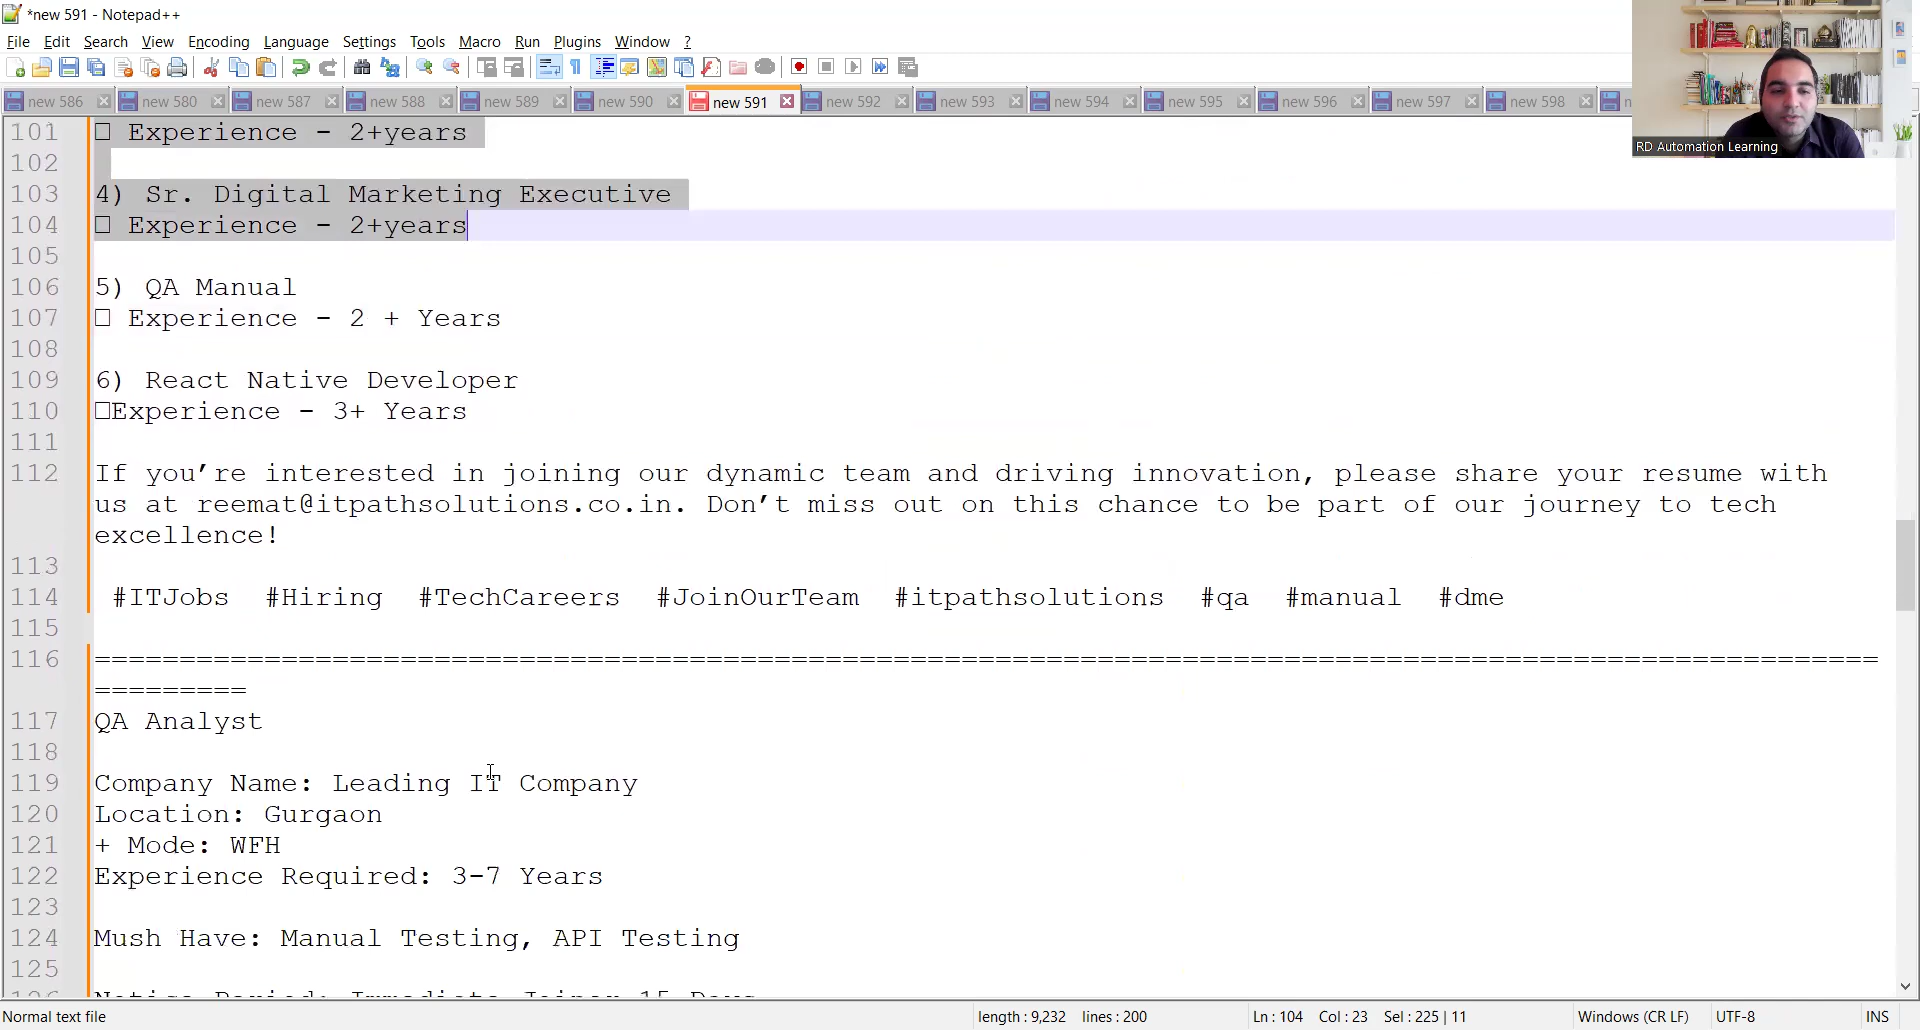 *new 591 - Notepad++
File Edit Search View Encoding Language Settings Tools Macro Run Plugins Window ?
new 586 new 580 new 587 new 588 new 589 new 590 new 591 new 592 new 593 new 594 new 595 new 596 new 597 new 598
RD Automation Learning
101 □ Experience - 2+years
102
103 4) Sr. Digital Marketing Executive
104 □ Experience - 2+years
105
106 5) QA Manual
107 □ Experience - 2 + Years
108
109 6) React Native Developer
110 □Experience - 3+ Years
111
112 If you’re interested in joining our dynamic team and driving innovation, please share your resume with
us at reemat@itpathsolutions.co.in. Don’t miss out on this chance to be part of our journey to tech
excellence!
113
114 #ITJobs #Hiring #TechCareers #JoinOurTeam #itpathsolutions #qa #manual #dme
115
116 =========================================================================================================
=========
117 QA Analyst
118
119 Company Name: Leading IT Company
120 Location: Gurgaon
121 + Mode: WFH
122 Experience Required: 3-7 Years
123
124 Mush Have: Manual Testing, API Testing
125
126 Notice Period: Immediate Joiner 15 Days
Normal text file length : 9,232 lines : 200 Ln : 104 Col : 23 Sel : 225 | 11 Windows (CR LF) UTF-8 INS